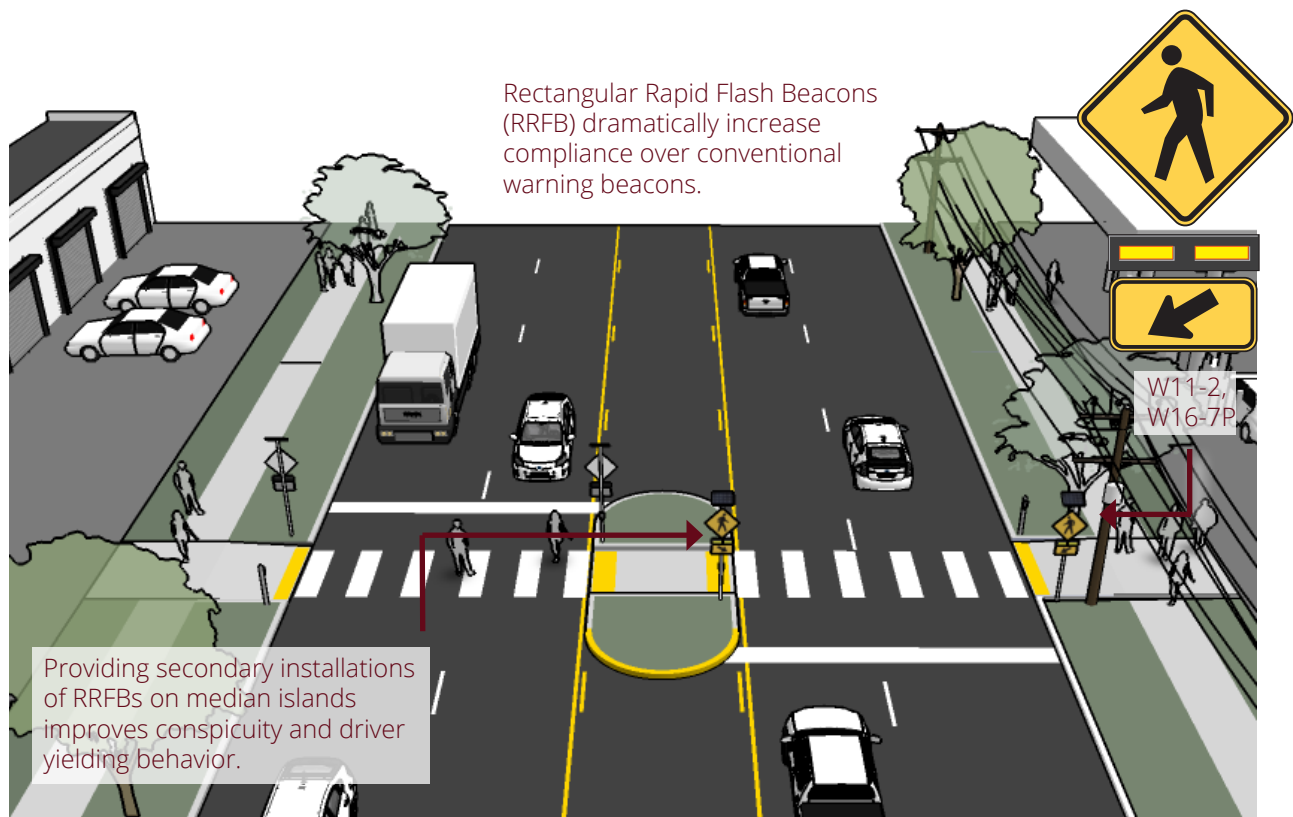 Rectangular Rapid Flash Beacons
(RRFB) dramatically increase
compliance over conventional
warning beacons.
W11-2,
W16-7P
Providing secondary installations
of RRFBs on median islands
improves conspicuity and driver
yielding behavior.